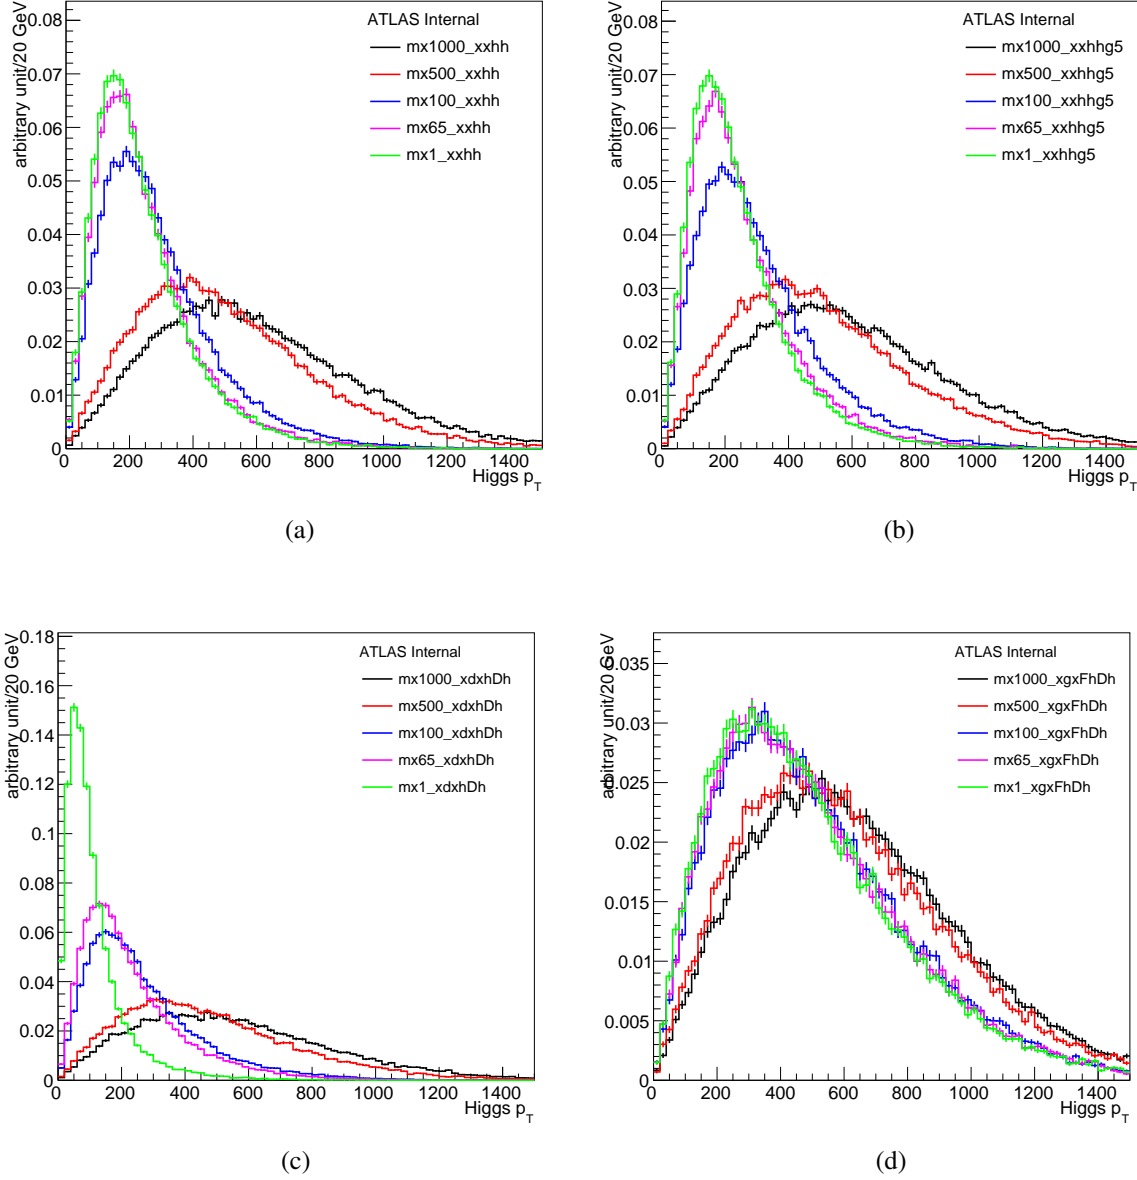 arbitrary unit/20 GeV
ATLAS Internal
mx1000_xxhh
mx500_xxhh
mx100_xxhh
mx65_xxhh
mx1_xxhh
0.08
0.07
0.06
0.05
0.04
0.03
0.02
0.01
0
0 200 400 600 800 1000 1200 1400
Higgs p_T
(a)
arbitrary unit/20 GeV
ATLAS Internal
mx1000_xxhhg5
mx500_xxhhg5
mx100_xxhhg5
mx65_xxhhg5
mx1_xxhhg5
0.08
0.07
0.06
0.05
0.04
0.03
0.02
0.01
0
0 200 400 600 800 1000 1200 1400
Higgs p_T
(b)
arbitrary unit/20 GeV
ATLAS Internal
mx1000_xdxhDh
mx500_xdxhDh
mx100_xdxhDh
mx65_xdxhDh
mx1_xdxhDh
0.18
0.16
0.14
0.12
0.1
0.08
0.06
0.04
0.02
0
0 200 400 600 800 1000 1200 1400
Higgs p_T
(c)
arbitrary unit/20 GeV
ATLAS Internal
mx1000_xgxFhDh
mx500_xgxFhDh
mx100_xgxFhDh
mx65_xgxFhDh
mx1_xgxFhDh
0.035
0.03
0.025
0.02
0.015
0.01
0.005
0
0 200 400 600 800 1000 1200 1400
Higgs p_T
(d)